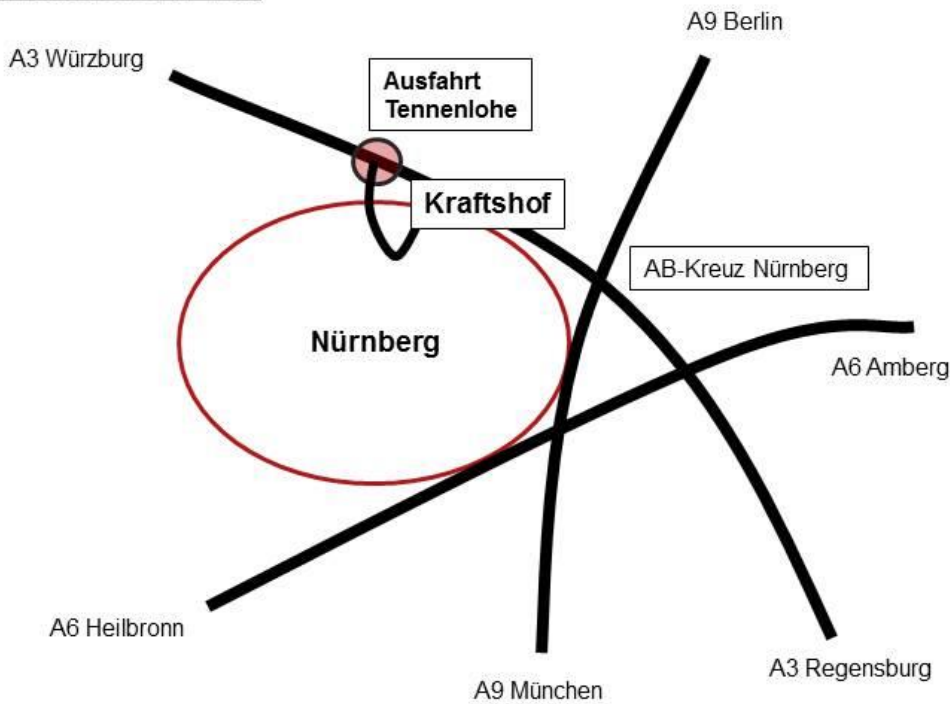 A9 Berlin
A3 Würzburg
Ausfahrt
Tennenlohe
Kraftshof
AB-Kreuz Nürnberg
Nürnberg
A6 Amberg
A6 Heilbronn
A3 Regensburg
A9 München